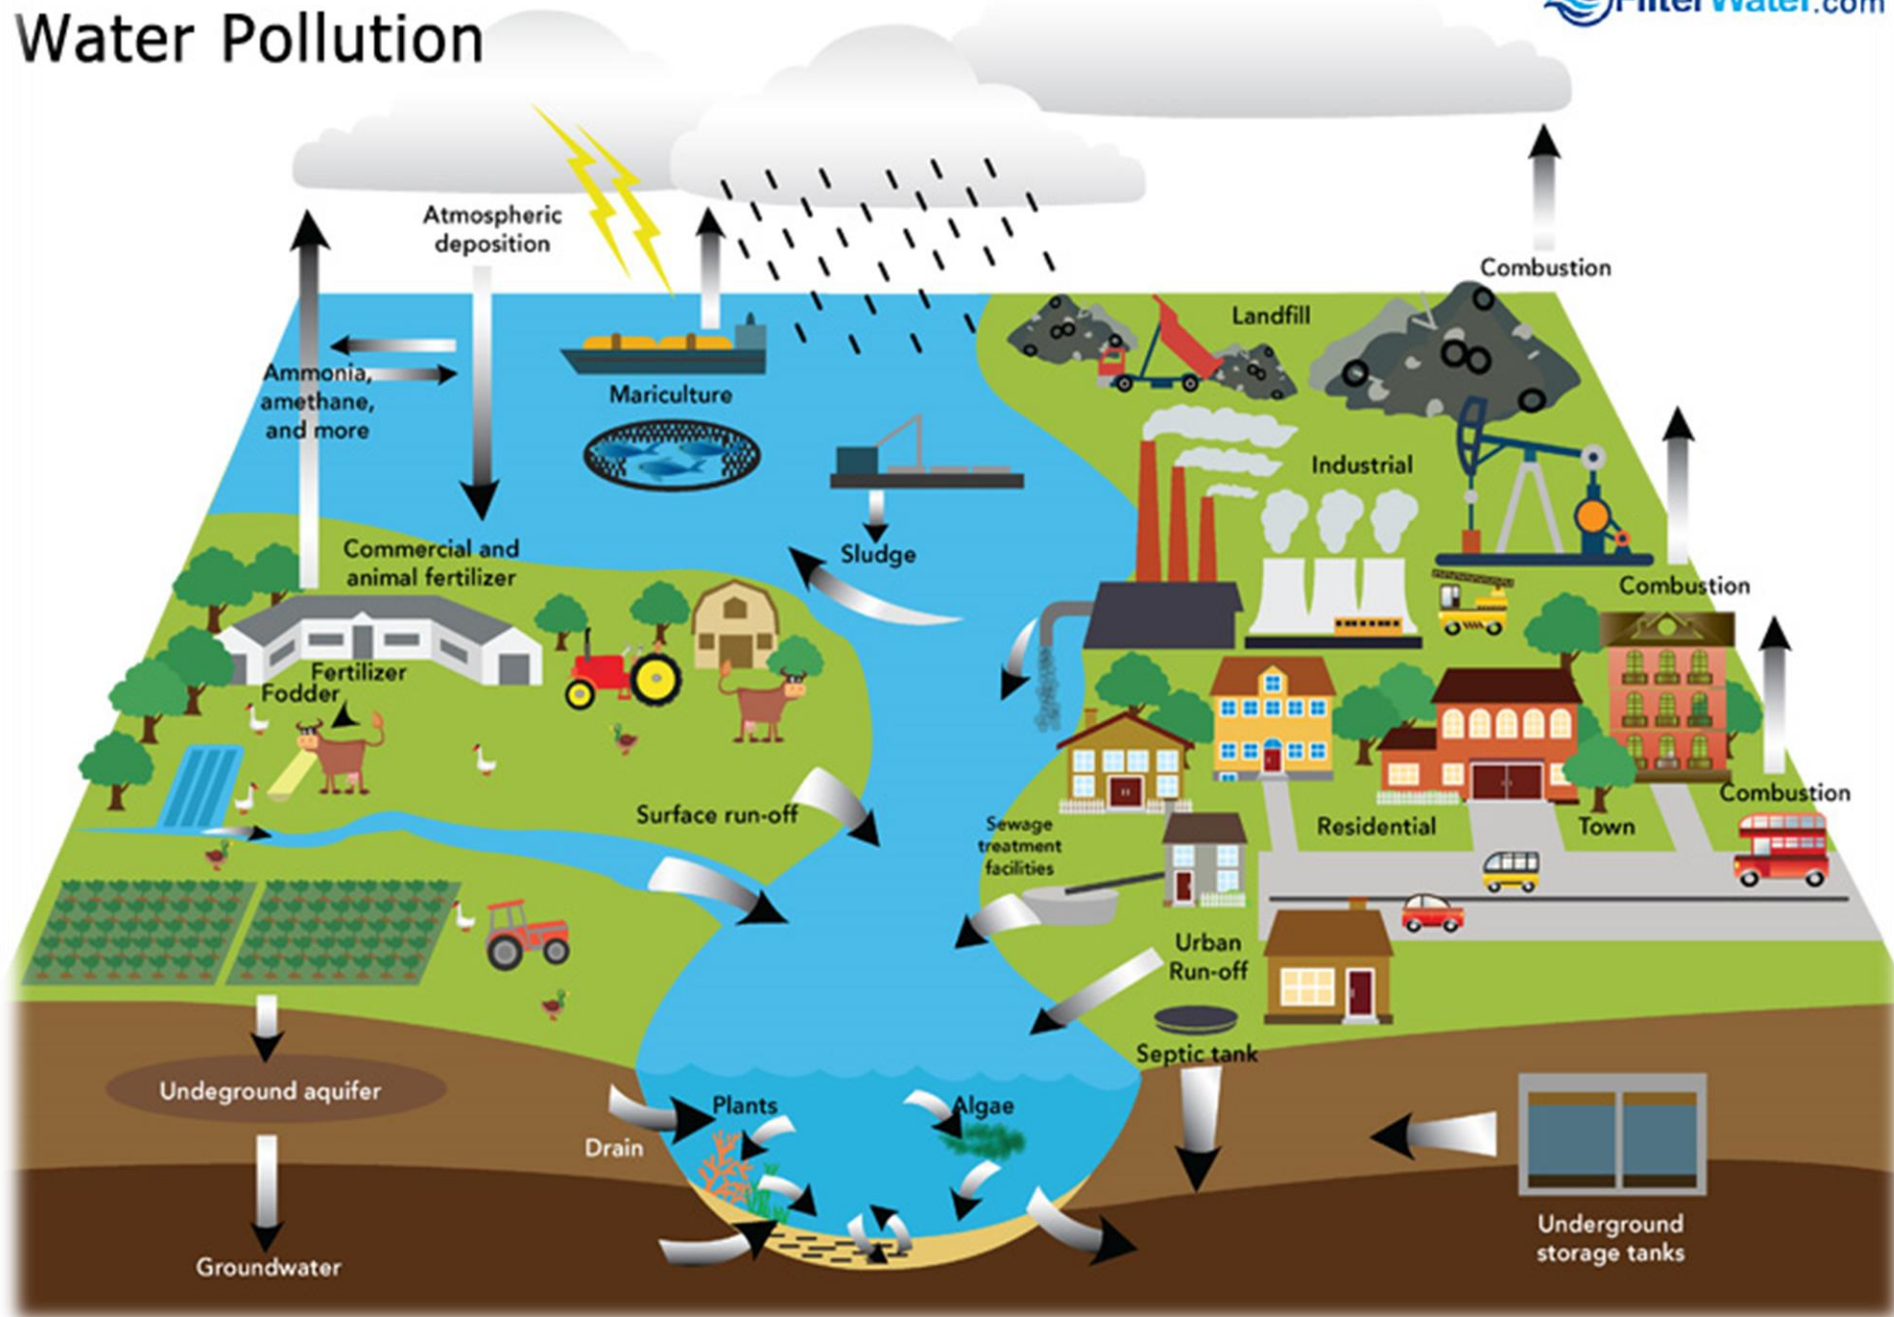 Water Pollution
FilterWater.com
Atmospheric
deposition
Combustion
Landfill
Ammonia,
amethane,
and more
Mariculture
Industrial
Commercial and
animal fertilizer
Sludge
Combustion
Fertilizer
Fodder
Surface run-off
Sewage
treatment
facilities
Residential
Town
Combustion
Urban
Run-off
Septic tank
Undeground aquifer
Plants
Algae
Drain
Groundwater
Underground
storage tanks